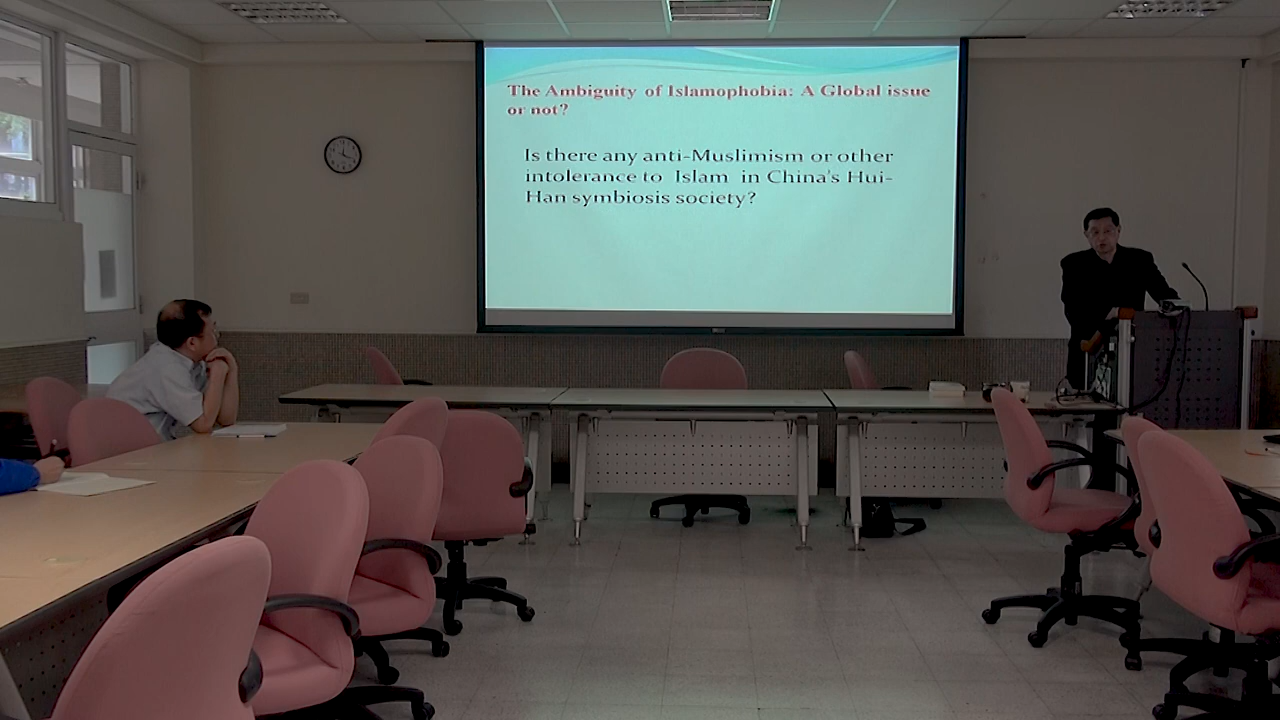 The Ambiguity of Islamophobia: A Global issue
or not?
Is there any anti-Muslimism or other
intolerance to Islam in China's Hui-
Han symbiosis society?